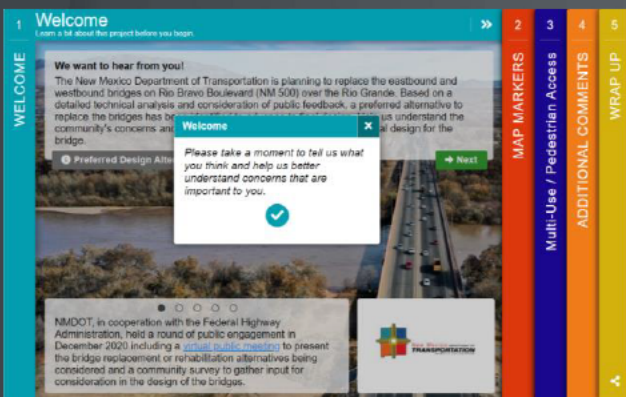 1
Welcome
Learn a bit about this project before you begin.
WELCOME
We want to hear from you!
The New Mexico Department of Transportation is planning to replace the eastbound and
westbound bridges on Rio Bravo Boulevard (NM 500) over the Rio Grande. Based on a
detailed technical analysis and consideration of public feedback, a preferred alternative to
replace the bridges has be
us understand the
community's concerns and
al design for the
bridge.
Preferred Design Alte
Next
Welcome
Please take a moment to tell us what
you think and help us better
understand concerns that are
important to you.
NMDOT, in cooperation with the Federal Highway
Administration, held a round of public engagement in
December 2020 including a virtual public meeting to present
the bridge replacement or rehabilitation alternatives being
considered and a community survey to gather input for
consideration in the design of the bridges.
New Mexico DEPARTMENT OF
TRANSPORTATION
2
MAP MARKERS
3
Multi-Use / Pedestrian Access
4
ADDITIONAL COMMENTS
5
WRAP UP